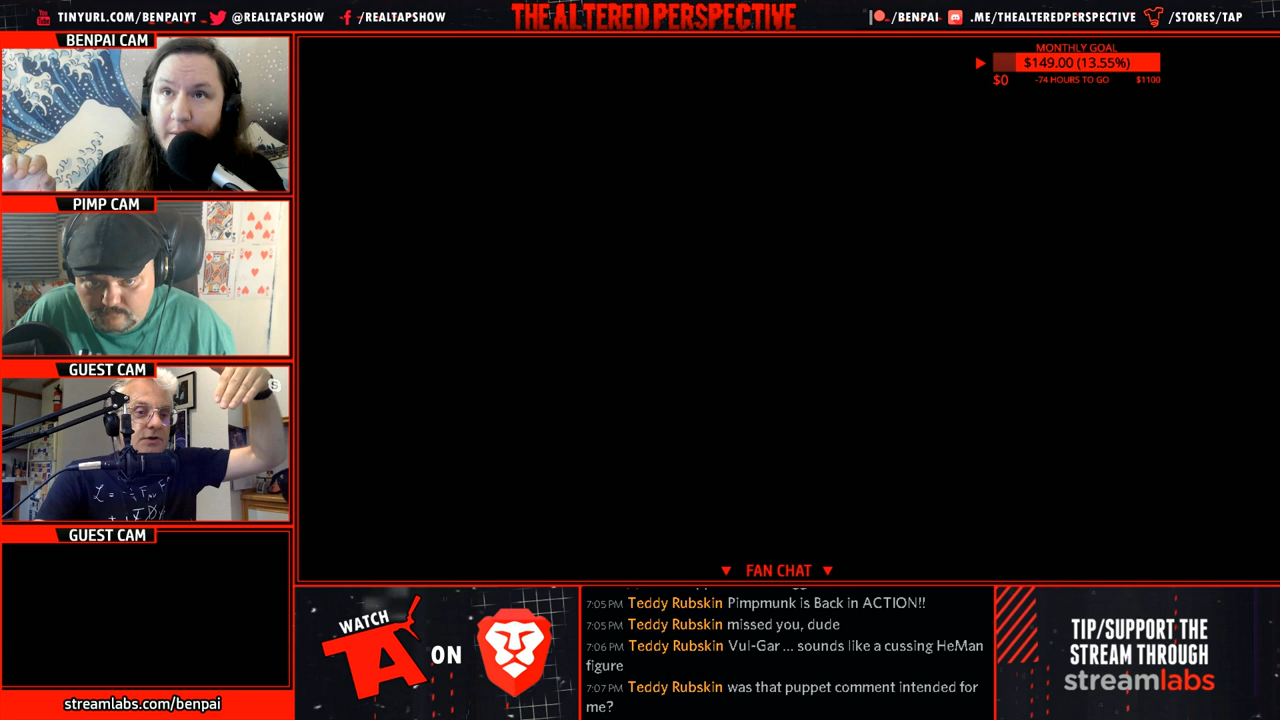 TINYURL.COM/BENPAIYT
@REALTAPSHOW
/REALTAPSHOW
THE ALTERED PERSPECTIVE
/BENPAI
.ME/THEALTEREDPERSPECTIVE
/STORES/TAP
BENPAI CAM
MONTHLY GOAL
$149.00 (13.55%)
$0
-74 HOURS TO GO
$1100
PIMP CAM
GUEST CAM
GUEST CAM
FAN CHAT
WATCH
TA
ON
7:05 PM Teddy Rubskin Pimpmunk is Back in ACTION!!
7:05 PM Teddy Rubskin missed you, dude
7:06 PM Teddy Rubskin Vul-Gar ... sounds like a cussing HeMan
figure
7:07 PM Teddy Rubskin was that puppet comment intended for
me?
TIP/SUPPORT THE
STREAM THROUGH
streamlabs
streamlabs.com/benpai